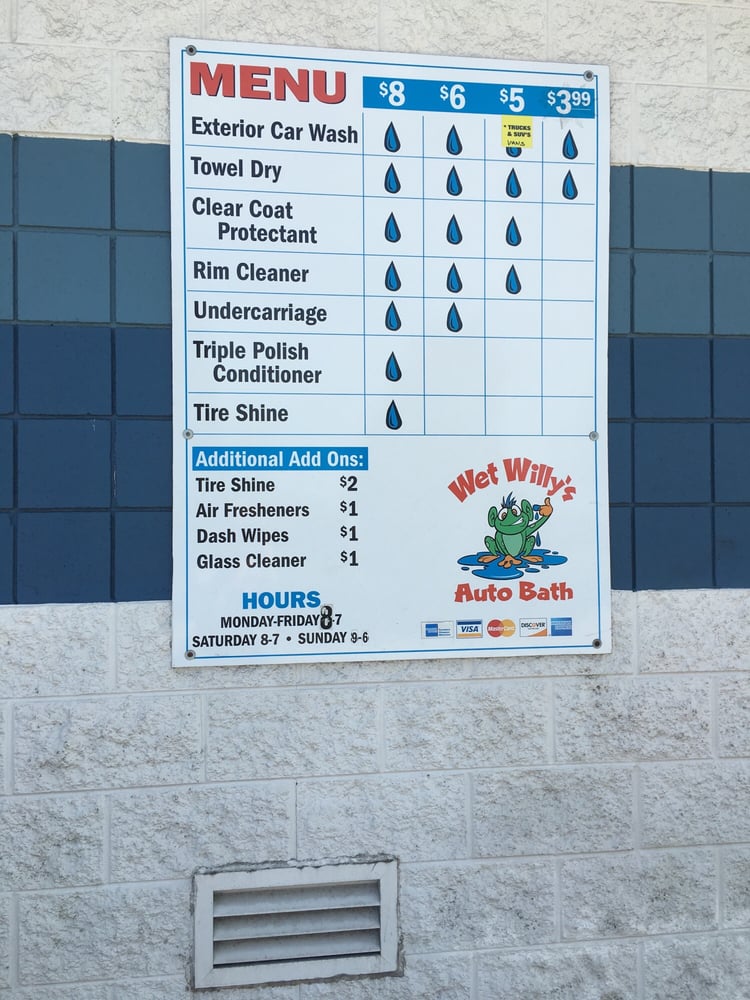 MENU $8 $6 $5 $3.99
Exterior Car Wash
* TRUCKS
& SUV'S
VANS
Towel Dry
Clear Coat
Protectant
Rim Cleaner
Undercarriage
Triple Polish
Conditioner
Tire Shine
Additional Add Ons:
Tire Shine $2
Air Fresheners $1
Dash Wipes $1
Glass Cleaner $1
Wet Willy's
Auto Bath
HOURS
MONDAY-FRIDAY 8-7
SATURDAY 8-7 • SUNDAY 9-6
VISA MasterCard DISCOVER